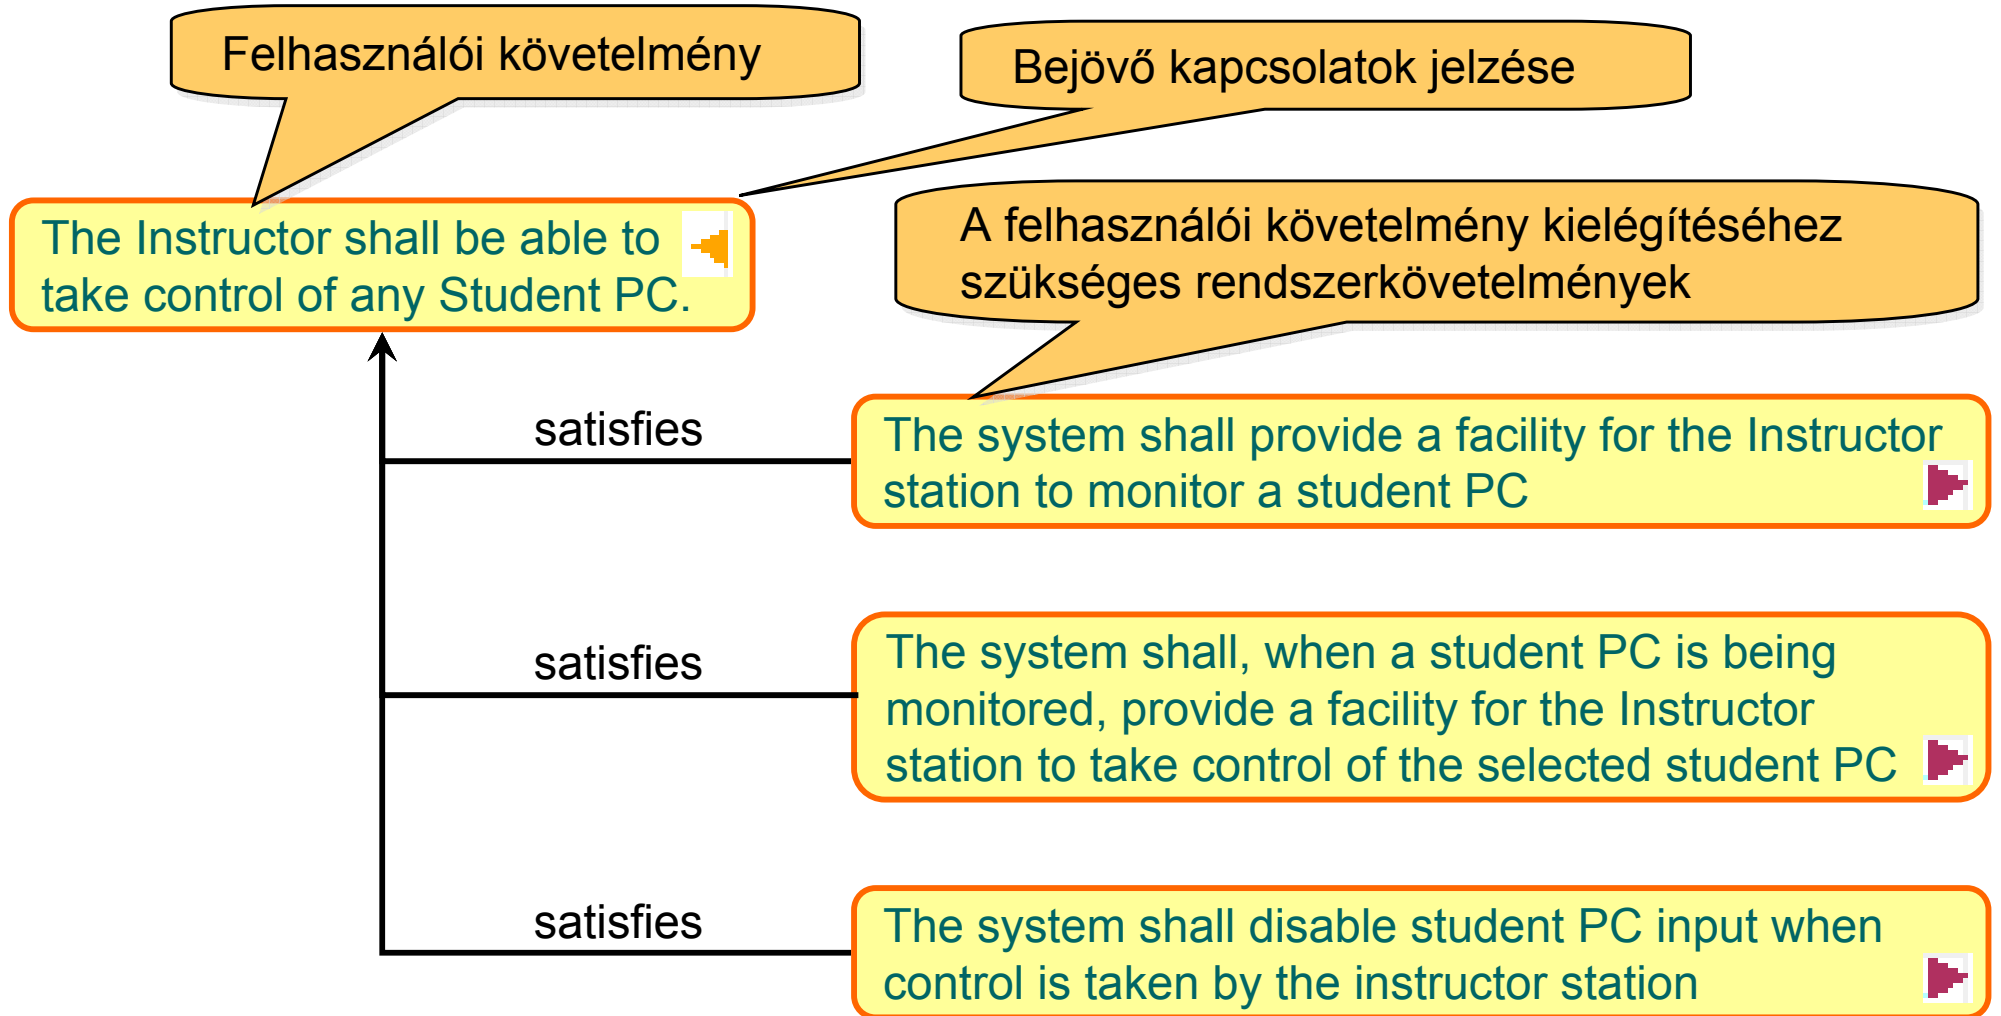 Felhasználói követelmény
Bejövő kapcsolatok jelzése
The Instructor shall be able to
take control of any Student PC.
A felhasználói követelmény kielégítéséhez
szükséges rendszerkövetelmények
satisfies
The system shall provide a facility for the Instructor
station to monitor a student PC
satisfies
The system shall, when a student PC is being
monitored, provide a facility for the Instructor
station to take control of the selected student PC
satisfies
The system shall disable student PC input when
control is taken by the instructor station